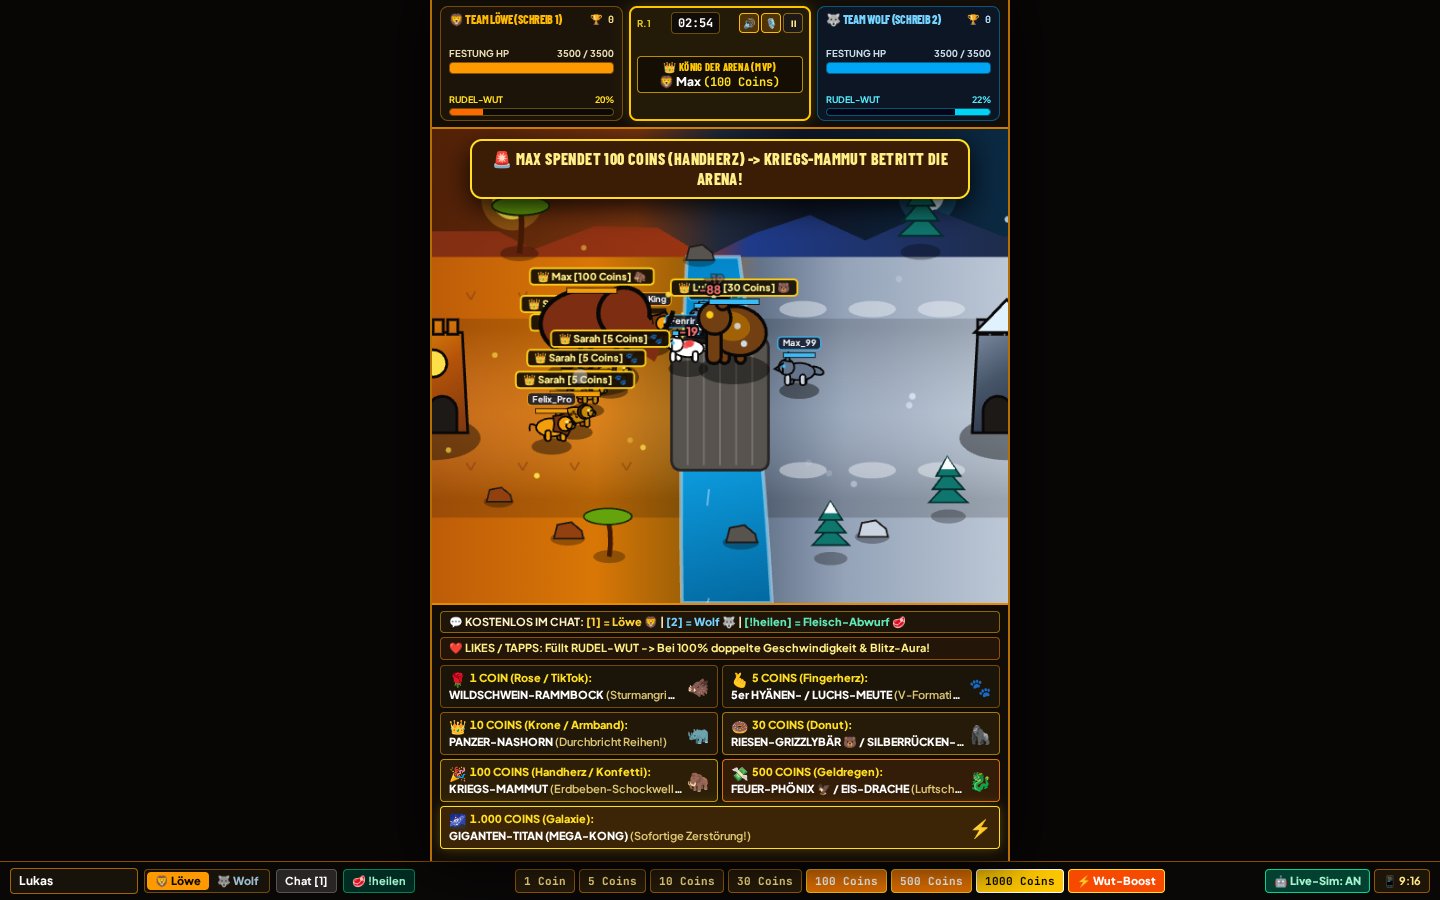 TEAM LÖWE (SCHREIB 1) 🏆 0
FESTUNG HP 3500 / 3500
RUDEL-WUT 20%
R.1 02:54
KÖNIG DER ARENA (MVP)
Max (100 Coins)
TEAM WOLF (SCHREIB 2) 🏆 0
FESTUNG HP 3500 / 3500
RUDEL-WUT 22%
🚨 MAX SPENDET 100 COINS (HANDHERZ) -> KRIEGS-MAMMUT BETRITT DIE
ARENA!
Max [100 Coins]
King
[30 Coins]
88
19
Sarah [5 Coins]
Sarah [5 Coins]
Sarah [5 Coins]
Felix_Pro
Max_99
KOSTENLOS IM CHAT: [1] = Löwe | [2] = Wolf | [!heilen] = Fleisch-Abwurf
LIKES / TAPPS: Füllt RUDEL-WUT -> Bei 100% doppelte Geschwindigkeit & Blitz-Aura!
1 COIN (Rose / TikTok):
WILDSCHWEIN-RAMMBOCK (Sturmangri...
5 COINS (Fingerherz):
5er HYÄNEN- / LUCHS-MEUTE (V-Formati...
10 COINS (Krone / Armband):
PANZER-NASHORN (Durchbricht Reihen!)
30 COINS (Donut):
RIESEN-GRIZZLYBÄR / SILBERRÜCKEN-...
100 COINS (Handherz / Konfetti):
KRIEGS-MAMMUT (Erdbeben-Schockwell...
500 COINS (Geldregen):
FEUER-PHÖNIX / EIS-DRACHE (Luftsch...
1.000 COINS (Galaxie):
GIGANTEN-TITAN (MEGA-KONG) (Sofortige Zerstörung!)
Lukas Löwe Wolf Chat [1] !heilen 1 Coin 5 Coins 10 Coins 30 Coins 100 Coins 500 Coins 1000 Coins Wut-Boost Live-Sim: AN 9:16